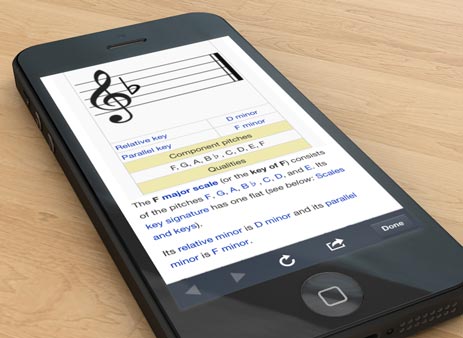 Relative key D minor
Parallel key F minor
Component pitches
F, G, A, B♭, C, D, E, F
Qualities
The F major scale (or the key of F) consists
of the pitches F, G, A, B♭, C, D, and E. Its
key signature has one flat (see below: Scales
and keys).
Its relative minor is D minor and its parallel
minor is F minor.
Done